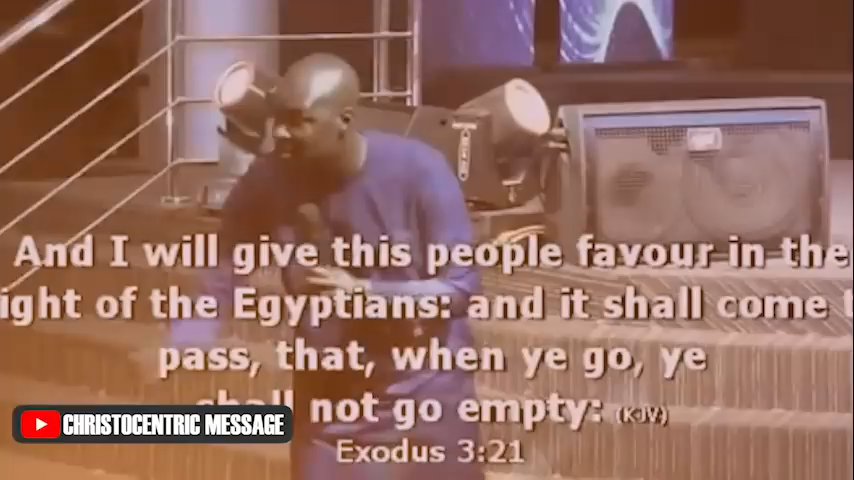 And I will give this people favour in the
ight of the Egyptians: and it shall come t
pass, that, when ye go, ye
shall not go empty: (KJV)
Exodus 3:21
CHRISTOCENTRIC MESSAGE